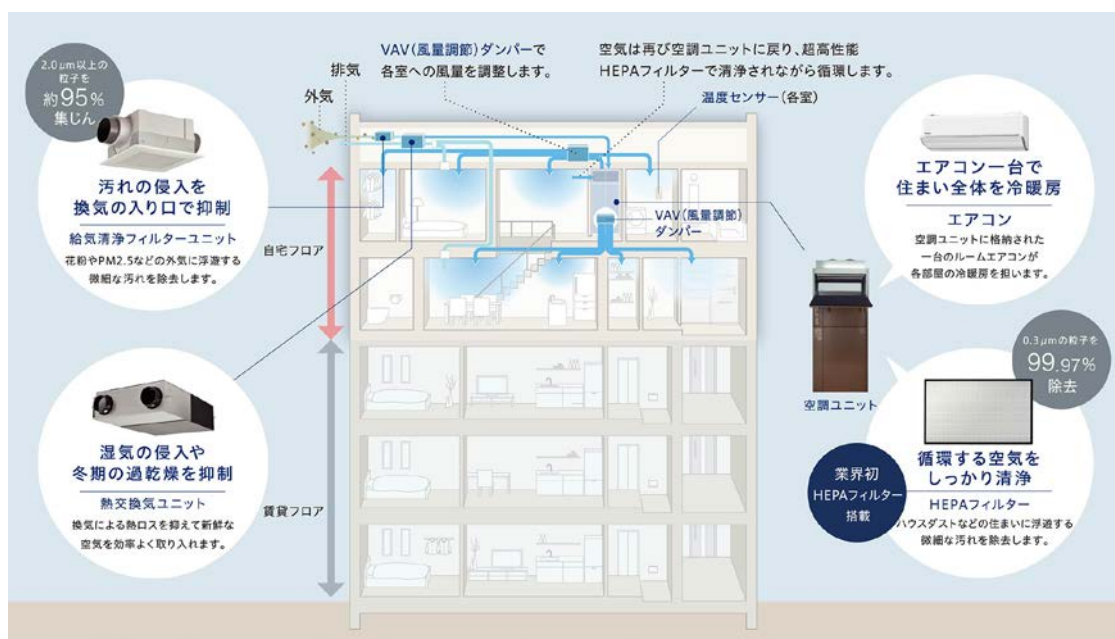 2.0μm以上の
粒子を
約95%
集じん
汚れの侵入を
換気の入り口で抑制
給気清浄フィルターユニット
花粉やPM2.5などの外気に浮遊する
微細な汚れを除去します。
湿気の侵入や
冬期の過乾燥を抑制
熱交換気ユニット
換気による熱ロスを抑えて新鮮な
空気を効率よく取り入れます。
排気
外気
VAV(風量調節)ダンパーで
各室への風量を調整します。
空気は再び空調ユニットに戻り、超高性能
HEPAフィルターで清浄されながら循環します。
温度センサー(各室)
VAV(風量調節)
ダンパー
自宅フロア
賃貸フロア
エアコン一台で
住まい全体を冷暖房
エアコン
空調ユニットに格納された
一台のルームエアコンが
各部屋の冷暖房を担います。
空調ユニット
0.3μmの粒子を
99.97%
除去
業界初
HEPAフィルター
搭載
循環する空気を
しっかり清浄
HEPAフィルター
ハウスダストなどの住まいに浮遊する
微細な汚れを除去します。